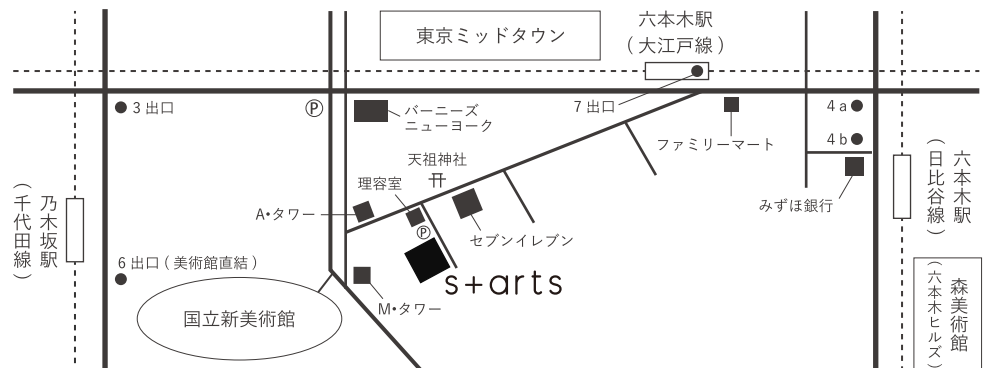 東京ミッドタウン
六本木駅
(大江戸線)
3 出口
Ⓟ
バーニーズ
ニューヨーク
7 出口
ファミリーマート
4 a
4 b
みずほ銀行
六本木駅
(日比谷線)
天祖神社
理容室
A•タワー
Ⓟ
セブンイレブン
乃木坂駅
(千代田線)
6 出口 ( 美術館直結 )
s+arts
M•タワー
国立新美術館
森美術館
(六本木ヒルズ)